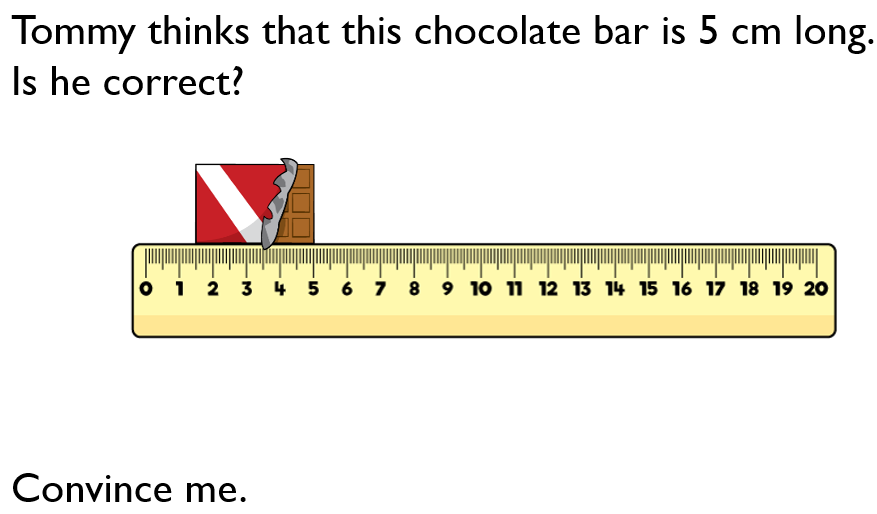 Tommy thinks that this chocolate bar is 5 cm long.
Is he correct?
0 1 2 3 4 5 6 7 8 9 10 11 12 13 14 15 16 17 18 19 20
Convince me.